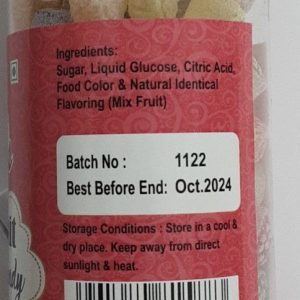 Ingredients:
Sugar, Liquid Glucose, Citric Acid,
Food Color & Natural Identical
Flavoring (Mix Fruit)
Batch No : 1122
Best Before End: Oct.2024
Storage Conditions : Store in a cool &
dry place. Keep away from direct
sunlight & heat.